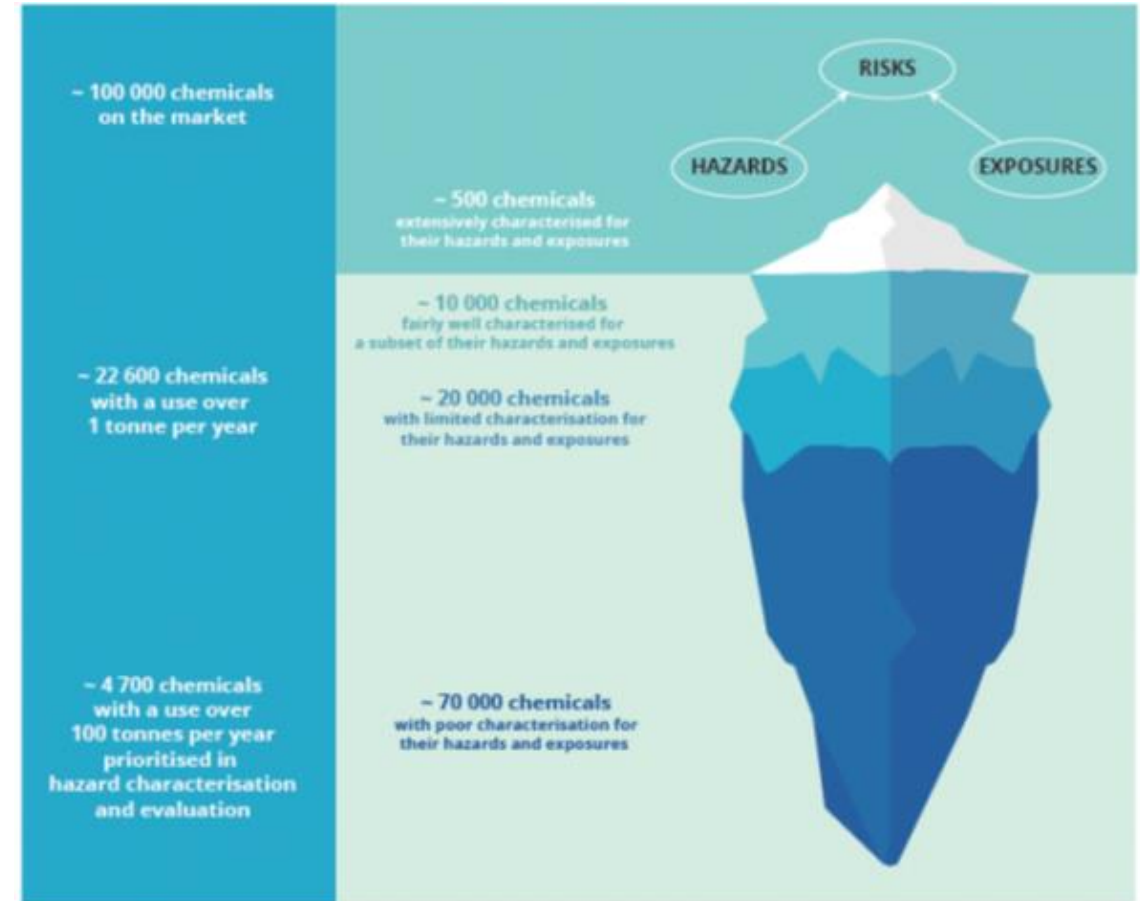 ~ 100 000 chemicals
on the market
~ 22 600 chemicals
with a use over
1 tonne per year
~ 4 700 chemicals
with a use over
100 tonnes per year
prioritised in
hazard characterisation
and evaluation
RISKS
HAZARDS
EXPOSURES
~ 500 chemicals
extensively characterised for
their hazards and exposures
~ 10 000 chemicals
fairly well characterised for
a subset of their hazards and exposures
~ 20 000 chemicals
with limited characterisation for
their hazards and exposures
~ 70 000 chemicals
with poor characterisation for
their hazards and exposures